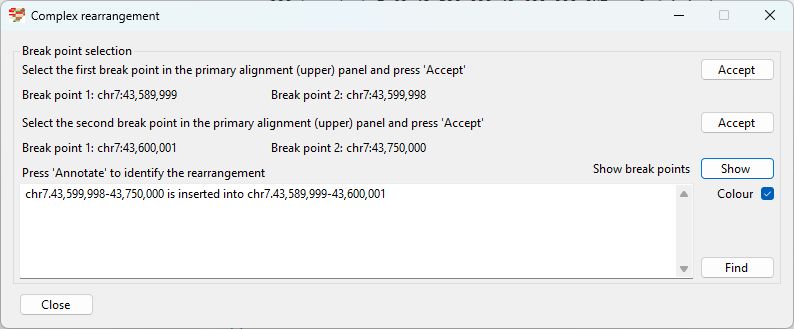 Complex rearrangement
Break point selection
Select the first break point in the primary alignment (upper) panel and press 'Accept'
Accept
Break point 1: chr7:43,589,999 Break point 2: chr7:43,599,998
Select the second break point in the primary alignment (upper) panel and press 'Accept'
Accept
Break point 1: chr7:43,600,001 Break point 2: chr7:43,750,000
Press 'Annotate' to identify the rearrangement
Show break points
Show
chr7.43,599,998-43,750,000 is inserted into chr7.43,589,999-43,600,001
Colour
Find
Close